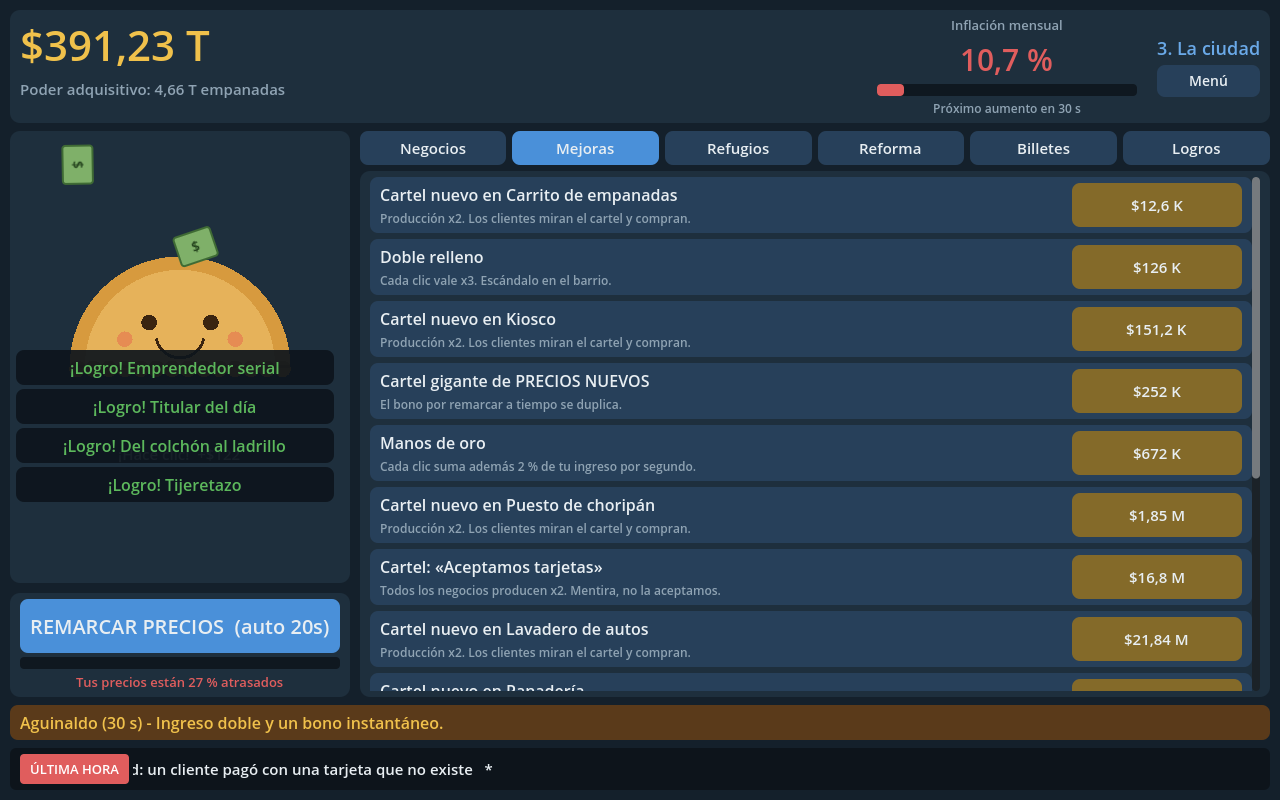 $391,23 T
Poder adquisitivo: 4,66 T empanadas
Inflación mensual
10,7 %
Próximo aumento en 30 s
3. La ciudad
Menú
$
$
¡Logro! Emprendedor serial
¡Logro! Titular del día
¡Logro! Del colchón al ladrillo
¡Logro! Tijeretazo
REMARCAR PRECIOS (auto 20s)
Tus precios están 27 % atrasados
Negocios
Mejoras
Refugios
Reforma
Billetes
Logros
Cartel nuevo en Carrito de empanadas
Producción x2. Los clientes miran el cartel y compran.
$12,6 K
Doble relleno
Cada clic vale x3. Escándalo en el barrio.
$126 K
Cartel nuevo en Kiosco
Producción x2. Los clientes miran el cartel y compran.
$151,2 K
Cartel gigante de PRECIOS NUEVOS
El bono por remarcar a tiempo se duplica.
$252 K
Manos de oro
Cada clic suma además 2 % de tu ingreso por segundo.
$672 K
Cartel nuevo en Puesto de choripán
Producción x2. Los clientes miran el cartel y compran.
$1,85 M
Cartel: «Aceptamos tarjetas»
Todos los negocios producen x2. Mentira, no la aceptamos.
$16,8 M
Cartel nuevo en Lavadero de autos
Producción x2. Los clientes miran el cartel y compran.
$21,84 M
Cartel nuevo en Panadería
Aguinaldo (30 s) - Ingreso doble y un bono instantáneo.
ÚLTIMA HORA
d: un cliente pagó con una tarjeta que no existe *